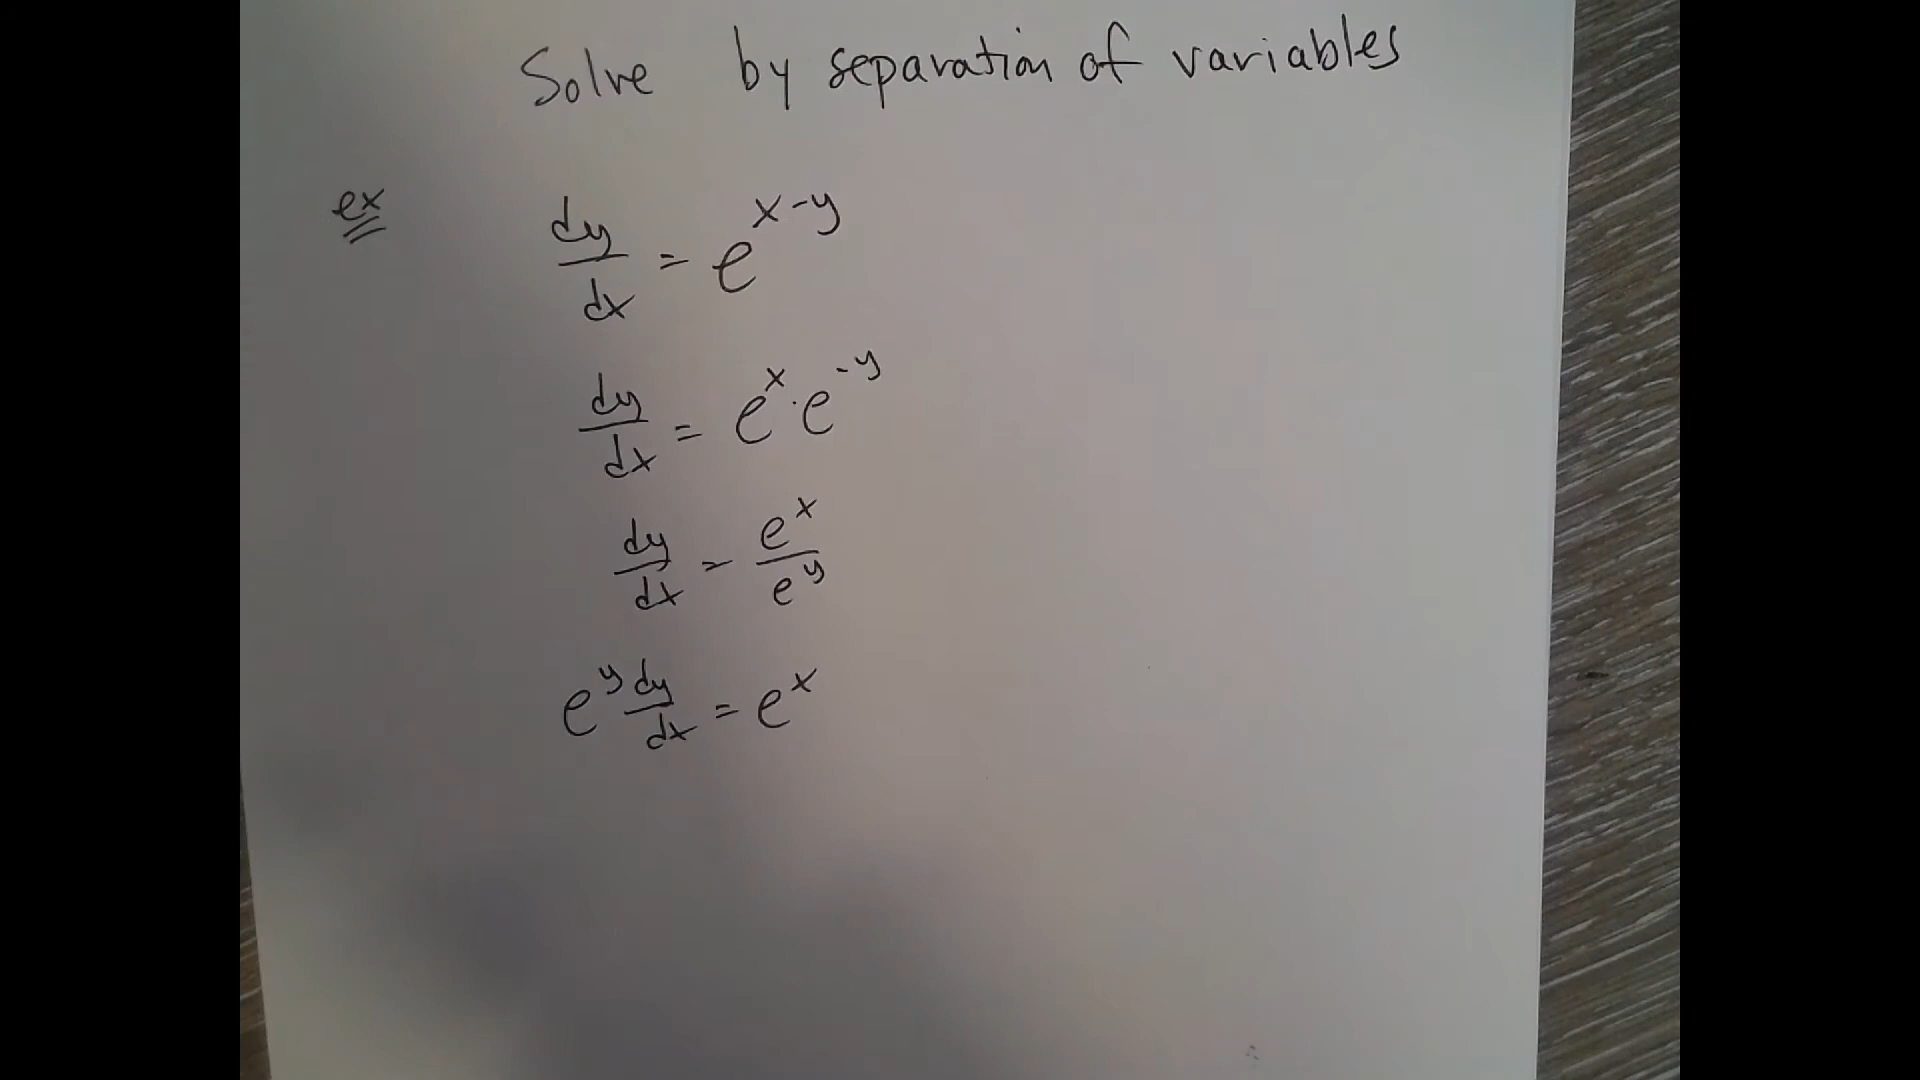 Solve by separation of variables
ex dy/dx = e^(x-y)
dy/dx = e^x · e^(-y)
dy/dx = e^x/e^y
e^y dy/dx = e^x